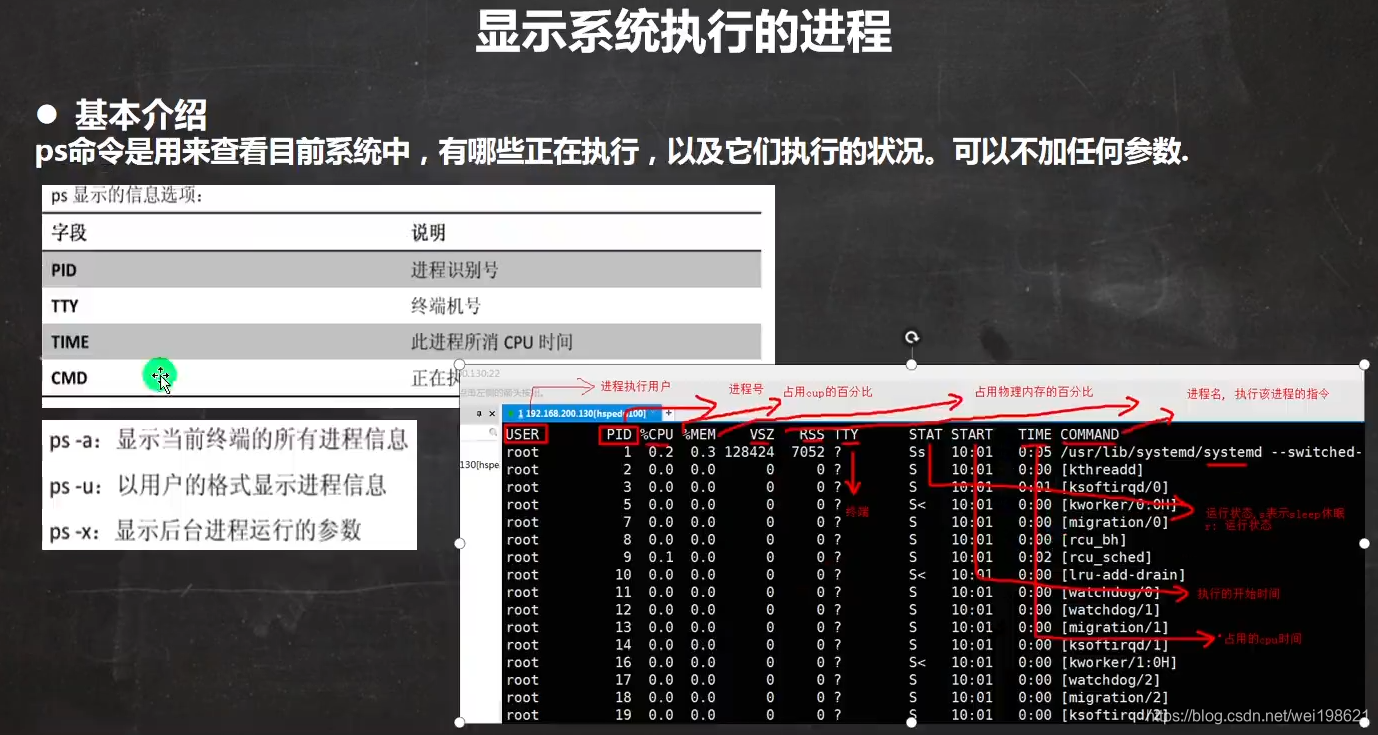 显示系统执行的进程
● 基本介绍
ps命令是用来查看目前系统中，有哪些正在执行，以及它们执行的状况。可以不加任何参数.
ps 显示的信息选项：
字段 说明
PID 进程识别号
TTY 终端机号
TIME 此进程所消 CPU 时间
CMD 正在执
ps -a：显示当前终端的所有进程信息
ps -u：以用户的格式显示进程信息
ps -x：显示后台进程运行的参数
0.130:22
进程执行用户
进程号
占用cup的百分比
占用物理内存的百分比
进程名，执行该进程的指令
1 192.168.200.130[hspedu100]
130[hspe
USER PID %CPU %MEM VSZ RSS TTY STAT START TIME COMMAND
root 1 0.2 0.3 128424 7052 ? Ss 10:01 0:05 /usr/lib/systemd/systemd --switched-
root 2 0.0 0.0 0 0 ? S 10:01 0:00 [kthreadd]
root 3 0.0 0.0 0 0 ? S 10:01 0:01 [ksoftirqd/0]
root 5 0.0 0.0 0 0 ? S< 10:01 0:00 [kworker/0:0H]
root 7 0.0 0.0 0 0 ? S 10:01 0:00 [migration/0]
root 8 0.0 0.0 0 0 ? S 10:01 0:00 [rcu_bh]
root 9 0.1 0.0 0 0 ? S 10:01 0:02 [rcu_sched]
root 10 0.0 0.0 0 0 ? S< 10:01 0:00 [lru-add-drain]
root 11 0.0 0.0 0 0 ? S 10:01 0:00 [watchdog/0]
root 12 0.0 0.0 0 0 ? S 10:01 0:00 [watchdog/1]
root 13 0.0 0.0 0 0 ? S 10:01 0:00 [migration/1]
root 14 0.0 0.0 0 0 ? S 10:01 0:00 [ksoftirqd/1]
root 16 0.0 0.0 0 0 ? S< 10:01 0:00 [kworker/1:0H]
root 17 0.0 0.0 0 0 ? S 10:01 0:00 [watchdog/2]
root 18 0.0 0.0 0 0 ? S 10:01 0:00 [migration/2]
root 19 0.0 0.0 0 0 ? S 10:01 0:00 [ksoftirqd/2]
终端
运行状态,s表示sleep休眠
r: 运行状态
执行的开始时间
占用的cpu时间
https://blog.csdn.net/wei198621